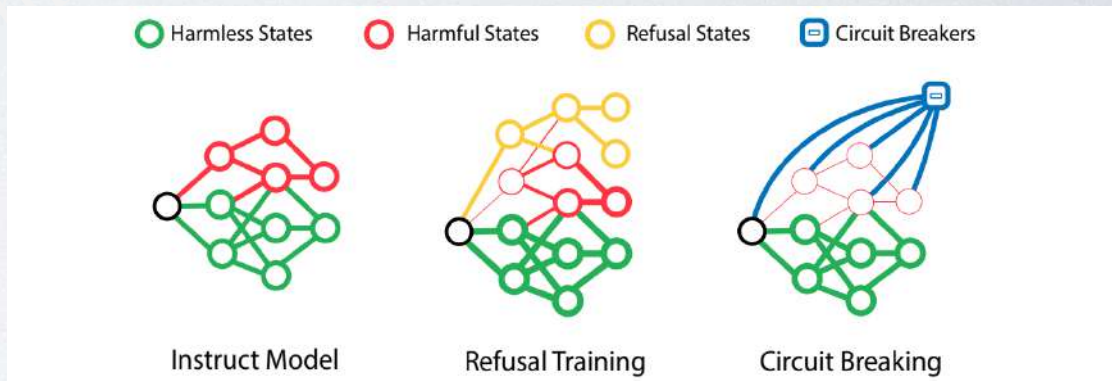 Harmless States Harmful States Refusal States Circuit Breakers
Instruct Model Refusal Training Circuit Breaking